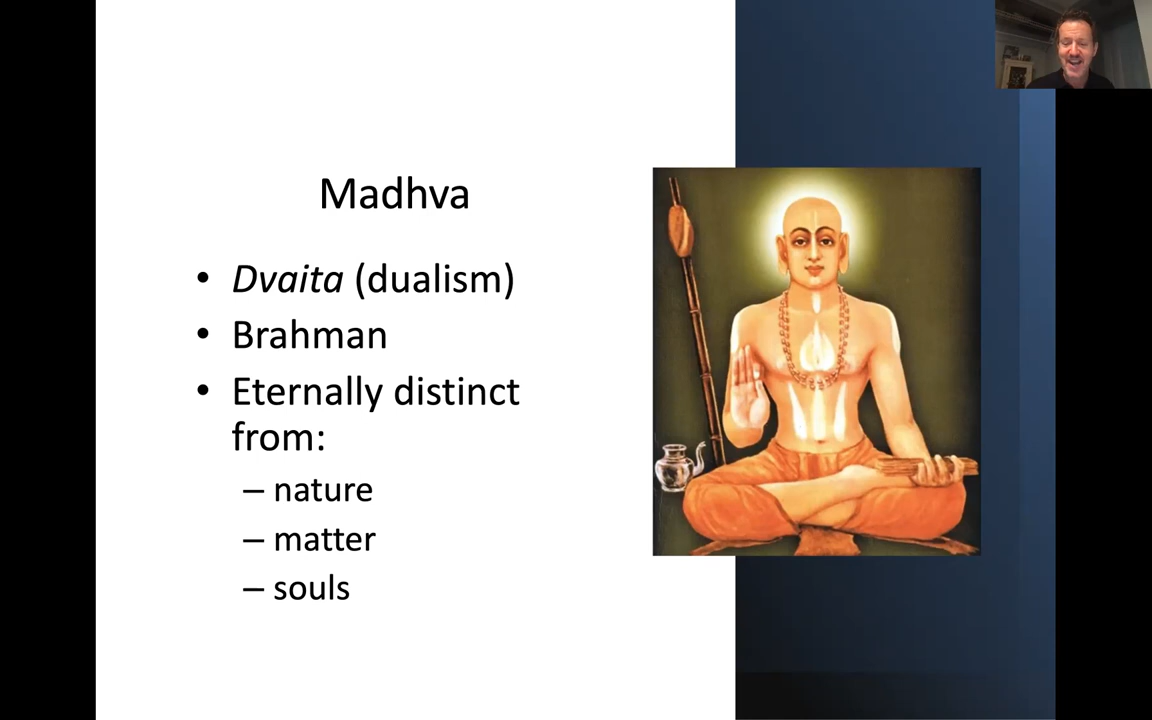 Madhva
• Dvaita (dualism)
• Brahman
• Eternally distinct
from:
– nature
– matter
– souls